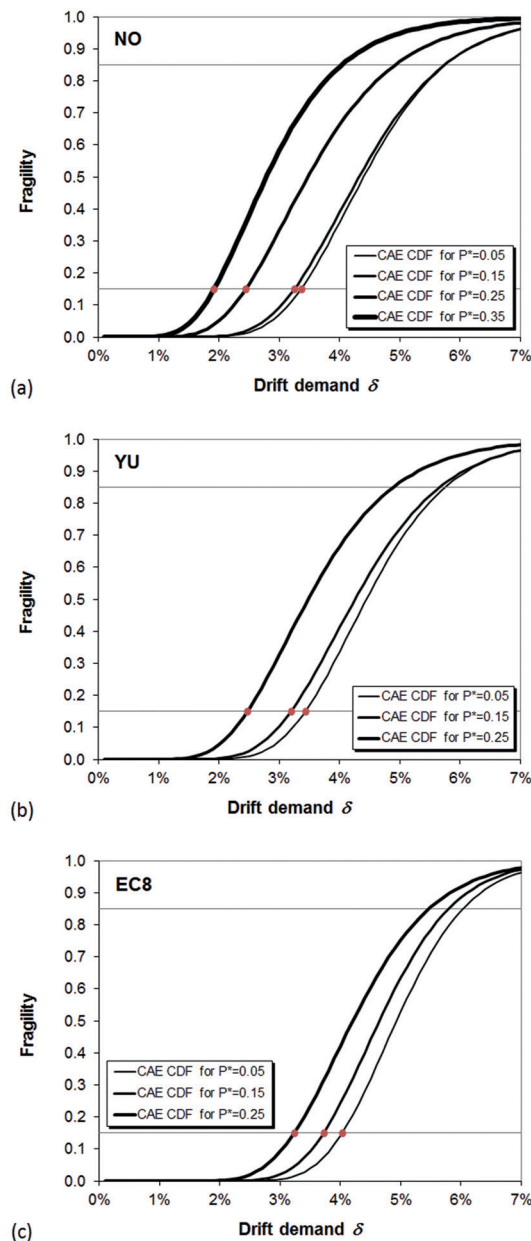 NO
1.0
0.9
0.8
0.7
0.6
0.5
0.4
0.3
0.2
0.1
0.0
Fragility
CAE CDF for P*=0.05
CAE CDF for P*=0.15
CAE CDF for P*=0.25
CAE CDF for P*=0.35
0% 1% 2% 3% 4% 5% 6% 7%
Drift demand δ
(a)
YU
1.0
0.9
0.8
0.7
0.6
0.5
0.4
0.3
0.2
0.1
0.0
Fragility
CAE CDF for P*=0.05
CAE CDF for P*=0.15
CAE CDF for P*=0.25
0% 1% 2% 3% 4% 5% 6% 7%
Drift demand δ
(b)
EC8
1.0
0.9
0.8
0.7
0.6
0.5
0.4
0.3
0.2
0.1
0.0
Fragility
CAE CDF for P*=0.05
CAE CDF for P*=0.15
CAE CDF for P*=0.25
0% 1% 2% 3% 4% 5% 6% 7%
Drift demand δ
(c)